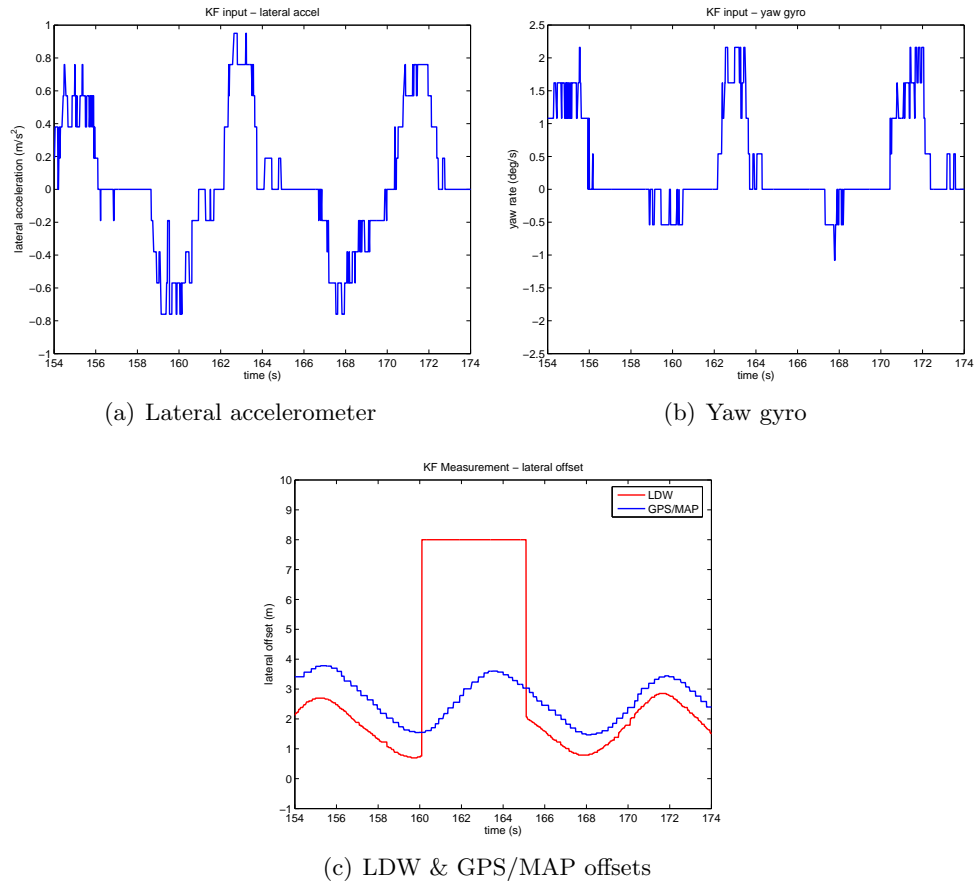 KF input – lateral accel
lateral acceleration (m/s²)
1
0.8
0.6
0.4
0.2
0
−0.2
−0.4
−0.6
−0.8
−1
154 156 158 160 162 164 166 168 170 172 174
time (s)
(a) Lateral accelerometer
KF input – yaw gyro
yaw rate (deg/s)
2.5
2
1.5
1
0.5
0
−0.5
−1
−1.5
−2
−2.5
154 156 158 160 162 164 166 168 170 172 174
time (s)
(b) Yaw gyro
KF Measurement – lateral offset
lateral offset (m)
10
9
8
7
6
5
4
3
2
1
0
−1
LDW
GPS/MAP
154 156 158 160 162 164 166 168 170 172 174
time (s)
(c) LDW & GPS/MAP offsets